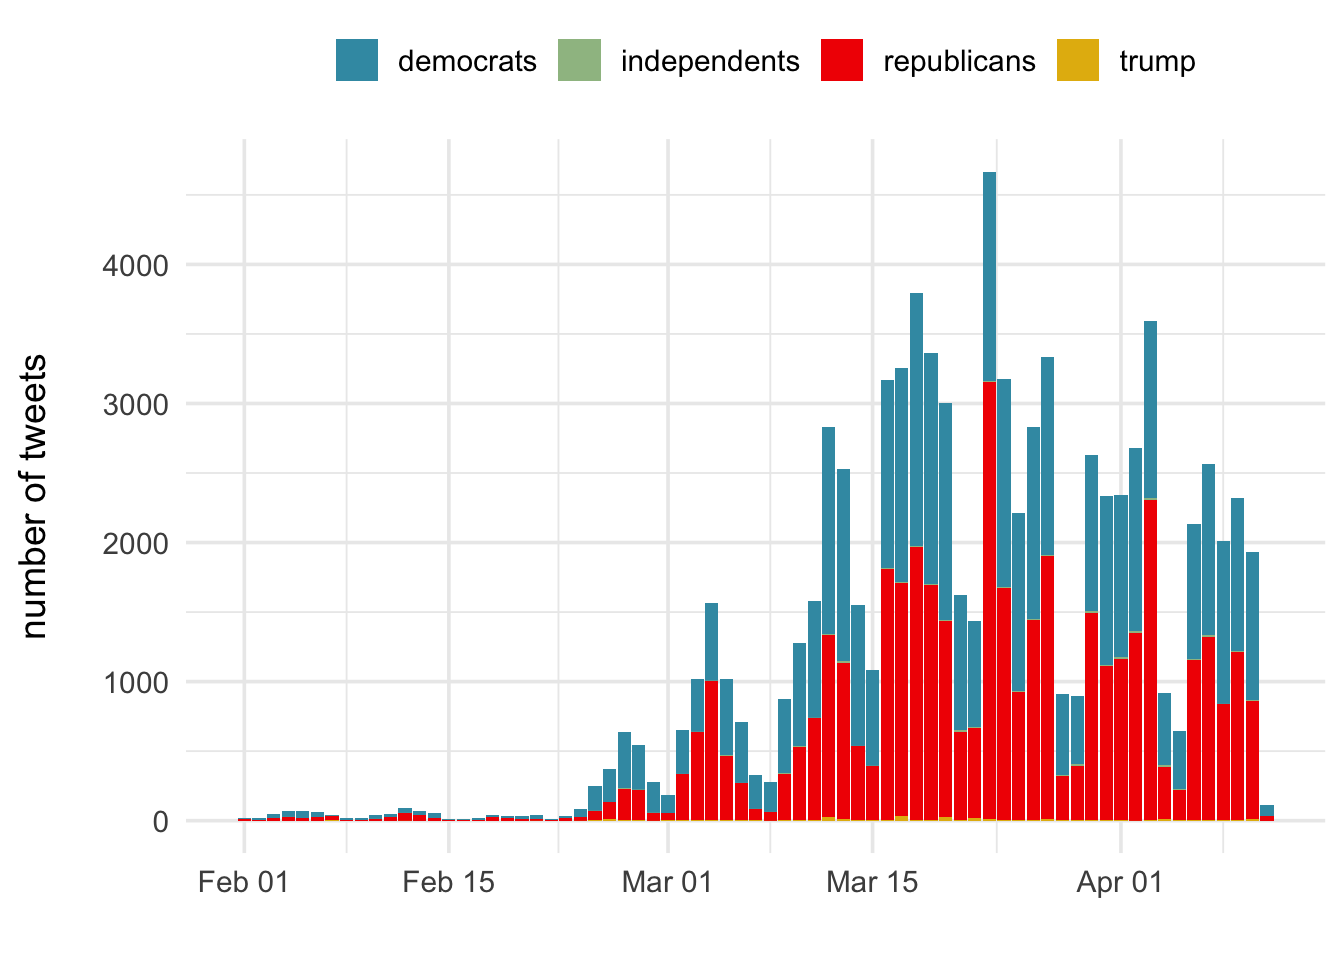 democrats independents republicans trump
number of tweets
4000
3000
2000
1000
0
Feb 01 Feb 15 Mar 01 Mar 15 Apr 01